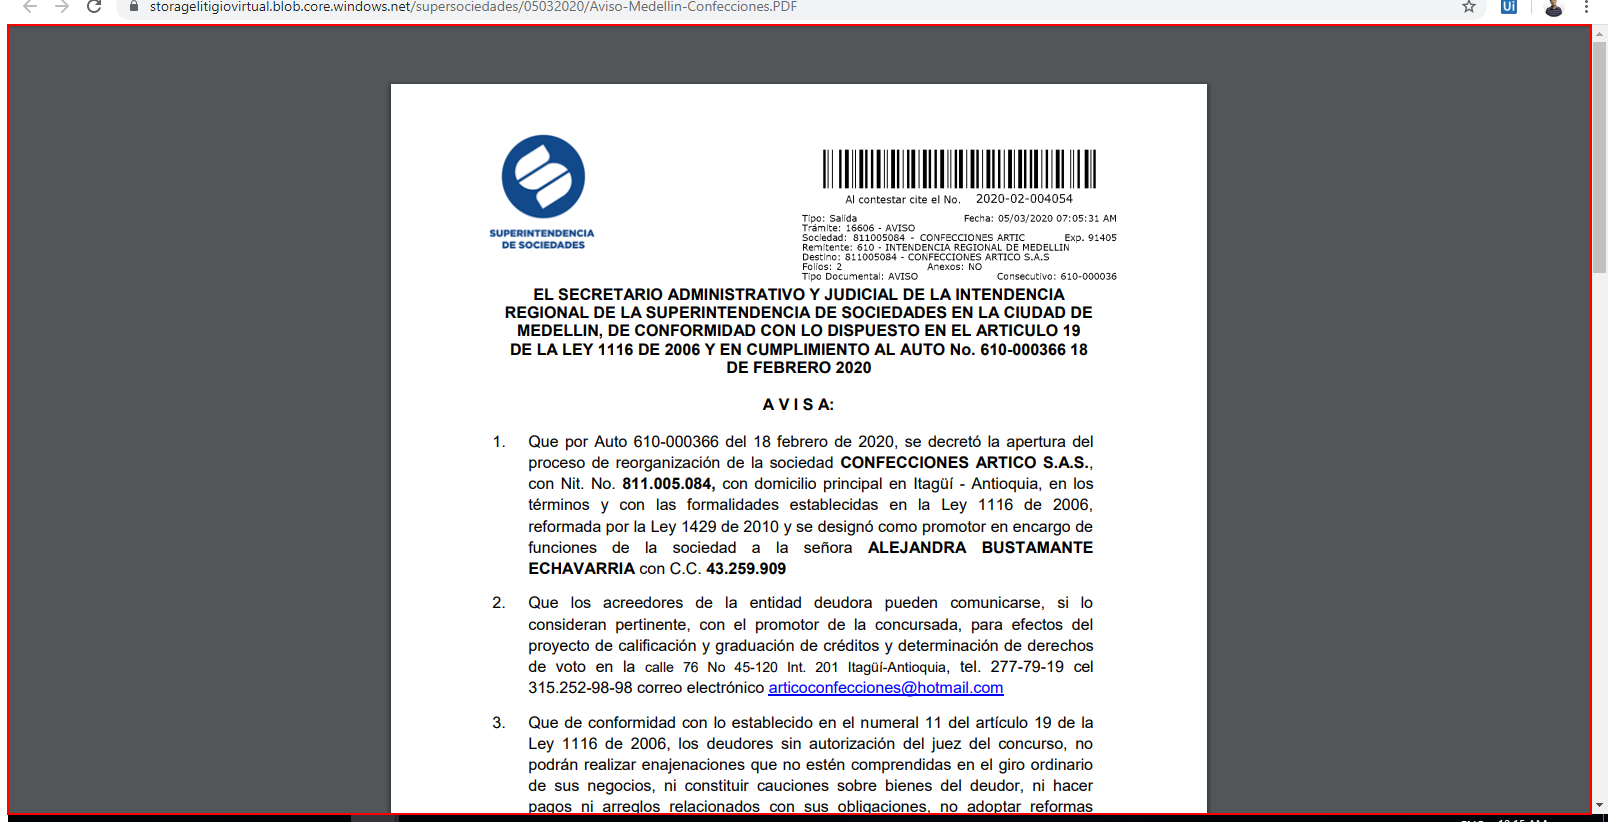 storagelitigiovirtual.blob.core.windows.net/supersociedades/05032020/Aviso-Medellin-Confecciones.PDF
Ui
SUPERINTENDENCIA
DE SOCIEDADES
Al contestar cite el No. 2020-02-004054
Tipo: Salida Fecha: 05/03/2020 07:05:31 AM
Trámite: 16606 - AVISO
Sociedad: 811005084 - CONFECCIONES ARTIC Exp. 91405
Remitente: 610 - INTENDENCIA REGIONAL DE MEDELLIN
Destino: 811005084 - CONFECCIONES ARTICO S.A.S
Folios: 2 Anexos: NO
Tipo Documental: AVISO Consecutivo: 610-000036
EL SECRETARIO ADMINISTRATIVO Y JUDICIAL DE LA INTENDENCIA
REGIONAL DE LA SUPERINTENDENCIA DE SOCIEDADES EN LA CIUDAD DE
MEDELLIN, DE CONFORMIDAD CON LO DISPUESTO EN EL ARTICULO 19
DE LA LEY 1116 DE 2006 Y EN CUMPLIMIENTO AL AUTO No. 610-000366 18
DE FEBRERO 2020
A V I S A:
1. Que por Auto 610-000366 del 18 febrero de 2020, se decretó la apertura del
proceso de reorganización de la sociedad CONFECCIONES ARTICO S.A.S.,
con Nit. No. 811.005.084, con domicilio principal en Itagüí - Antioquia, en los
términos y con las formalidades establecidas en la Ley 1116 de 2006,
reformada por la Ley 1429 de 2010 y se designó como promotor en encargo de
funciones de la sociedad a la señora ALEJANDRA BUSTAMANTE
ECHAVARRIA con C.C. 43.259.909
2. Que los acreedores de la entidad deudora pueden comunicarse, si lo
consideran pertinente, con el promotor de la concursada, para efectos del
proyecto de calificación y graduación de créditos y determinación de derechos
de voto en la calle 76 No 45-120 Int. 201 Itagüí-Antioquia, tel. 277-79-19 cel
315.252-98-98 correo electrónico articoconfecciones@hotmail.com
3. Que de conformidad con lo establecido en el numeral 11 del artículo 19 de la
Ley 1116 de 2006, los deudores sin autorización del juez del concurso, no
podrán realizar enajenaciones que no estén comprendidas en el giro ordinario
de sus negocios, ni constituir cauciones sobre bienes del deudor, ni hacer
pagos ni arreglos relacionados con sus obligaciones, no adoptar reformas